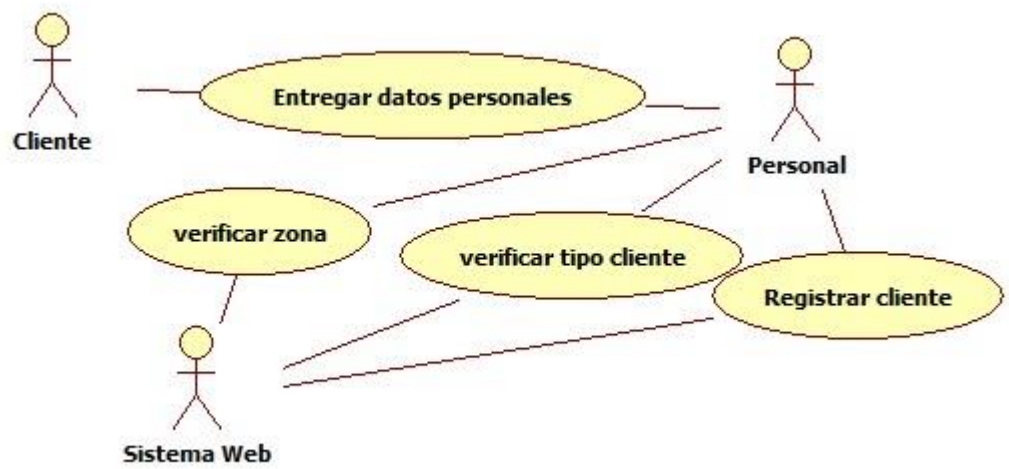 Entregar datos personales
Cliente
Personal
verificar zona
verificar tipo cliente
Registrar cliente
Sistema Web